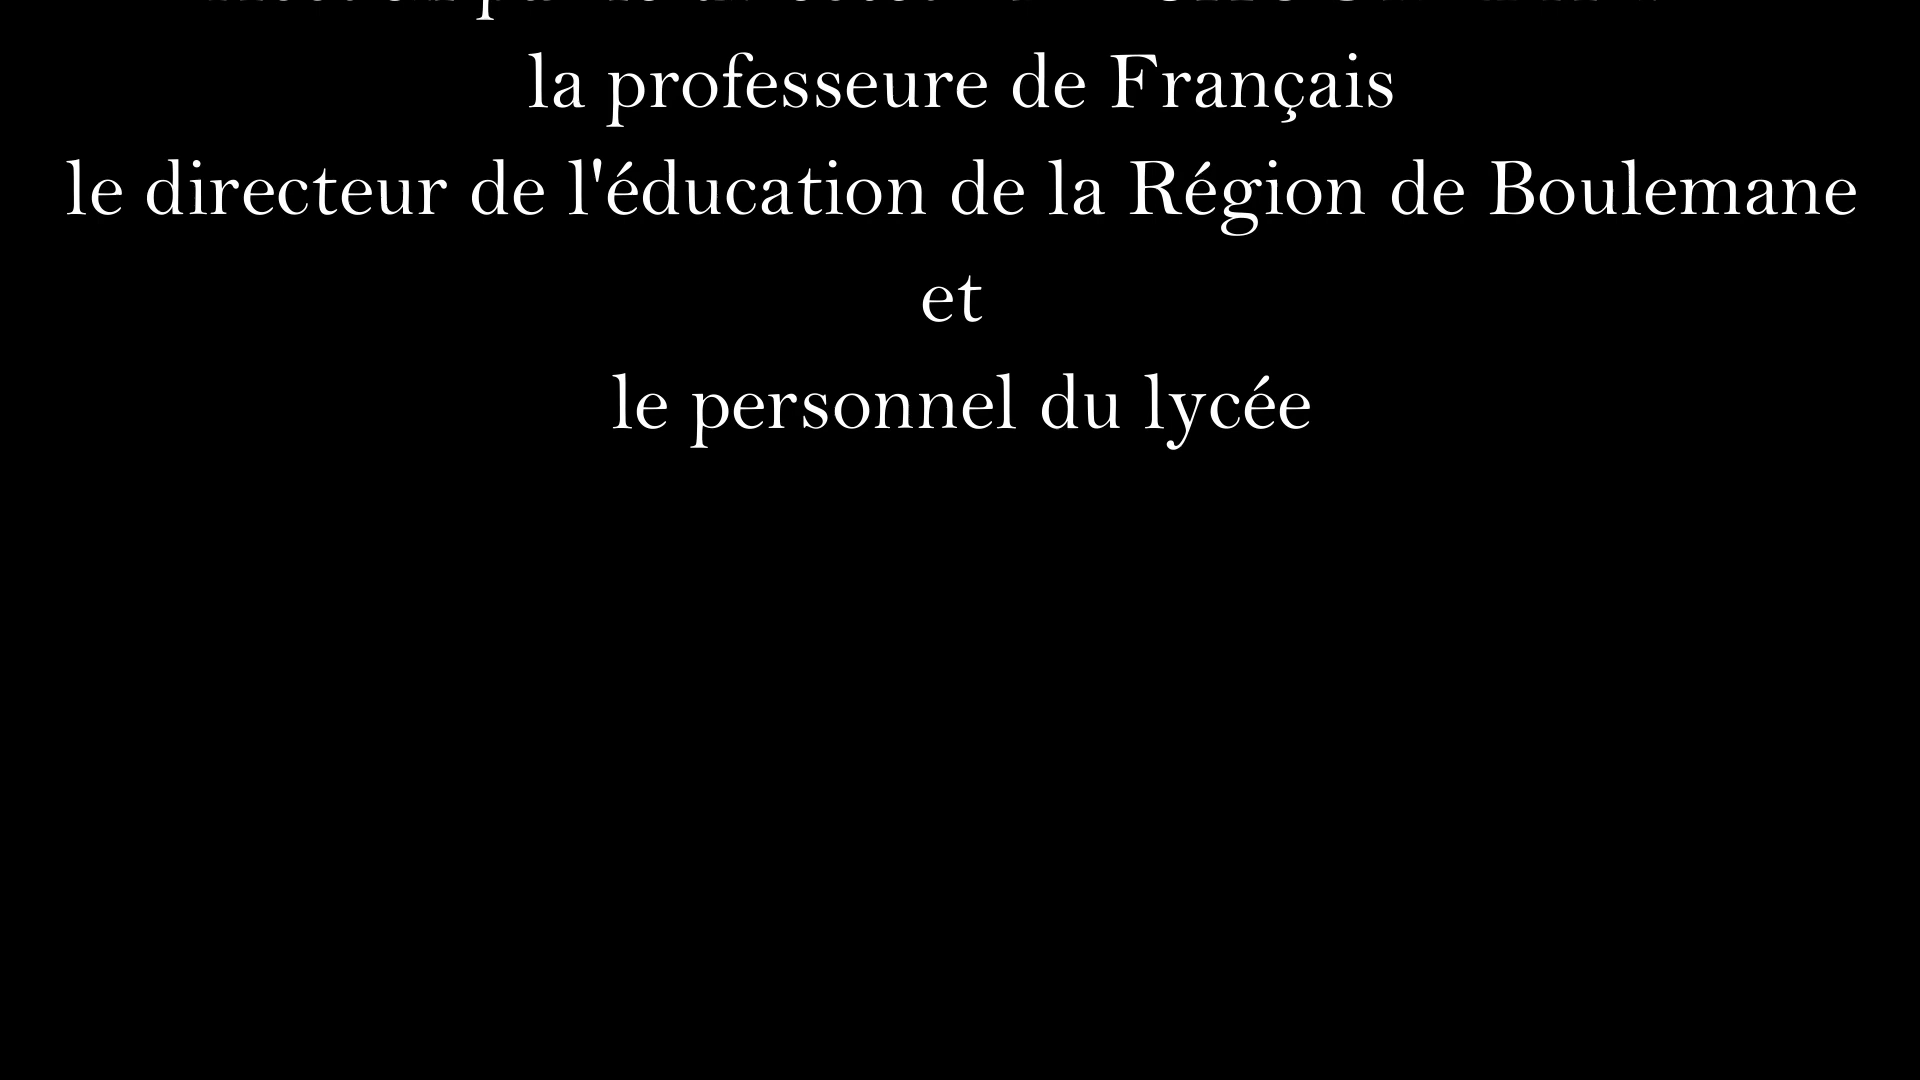 la professeure de Français
le directeur de l'éducation de la Région de Boulemane
et
le personnel du lycée